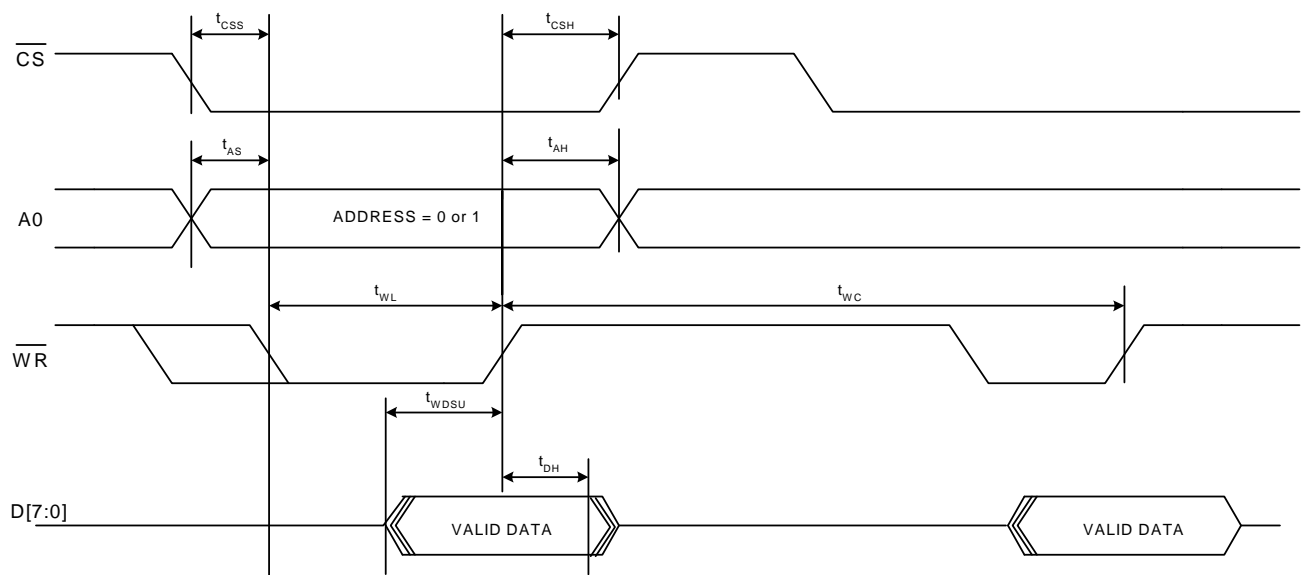 tCSS
tCSH
CS
tAS
tAH
A0
ADDRESS = 0 or 1
tWL
tWC
WR
tWDSU
tDH
D[7:0]
VALID DATA
VALID DATA